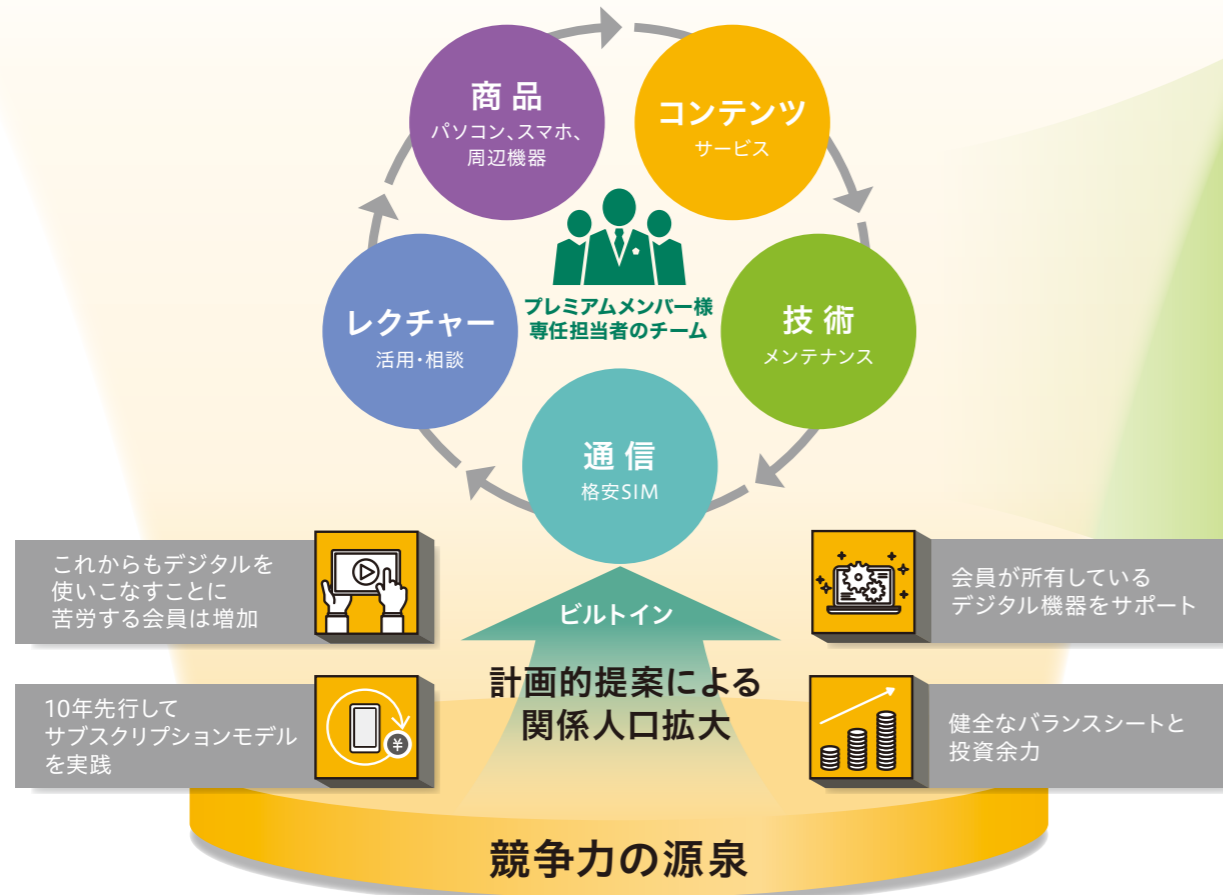 商品
パソコン、スマホ、
周辺機器
コンテンツ
サービス
プレミアムメンバー様
専任担当者のチーム
レクチャー
活用・相談
技術
メンテナンス
通信
格安SIM
これからもデジタルを
使いこなすことに
苦労する会員は増加
ビルトイン
会員が所有している
デジタル機器をサポート
計画的提案による
関係人口拡大
10年先行して
サブスクリプションモデル
を実践
¥
健全なバランスシートと
投資余力
競争力の源泉